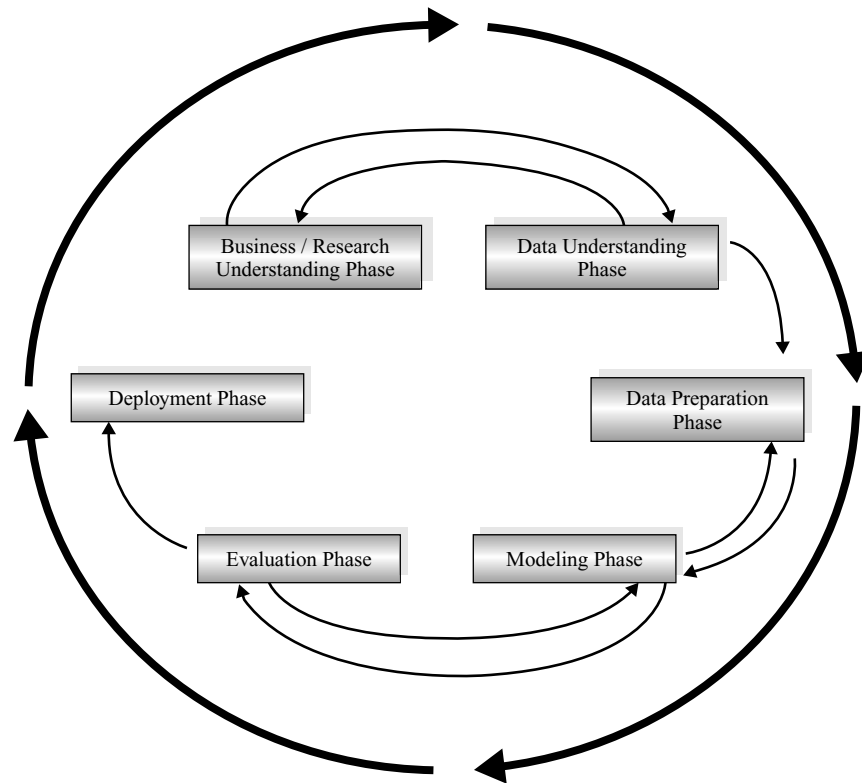 Business / Research
Understanding Phase
Data Understanding
Phase
Deployment Phase
Data Preparation
Phase
Evaluation Phase
Modeling Phase